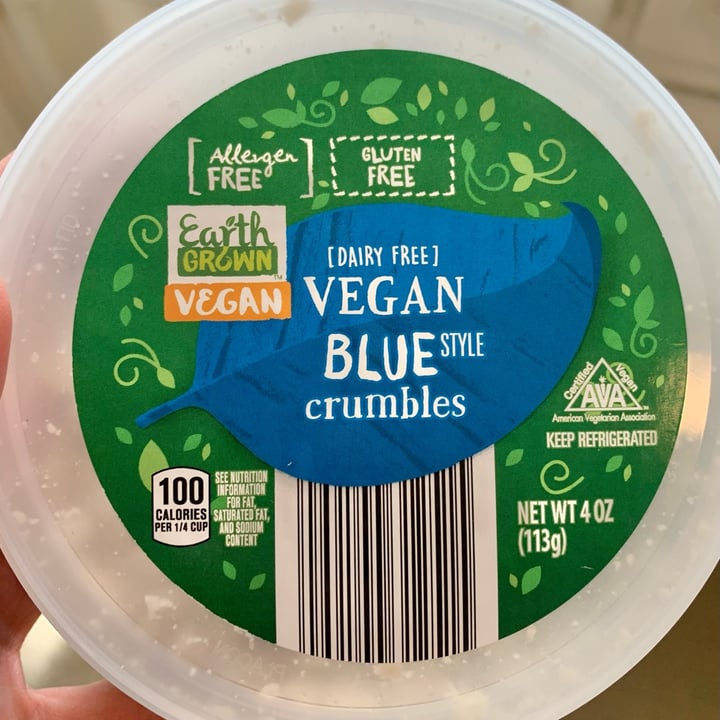 Allergen
FREE
GLUTEN
FREE
Earth
GROWN
TM
VEGAN
[DAIRY FREE]
VEGAN
BLUE STYLE
crumbles
Certified Vegan
AVA
American Vegetarian Association
KEEP REFRIGERATED
100
CALORIES
PER 1/4 CUP
SEE NUTRITION
INFORMATION
FOR FAT,
SATURATED FAT,
AND SODIUM
CONTENT
NET WT 4 OZ
(113g)